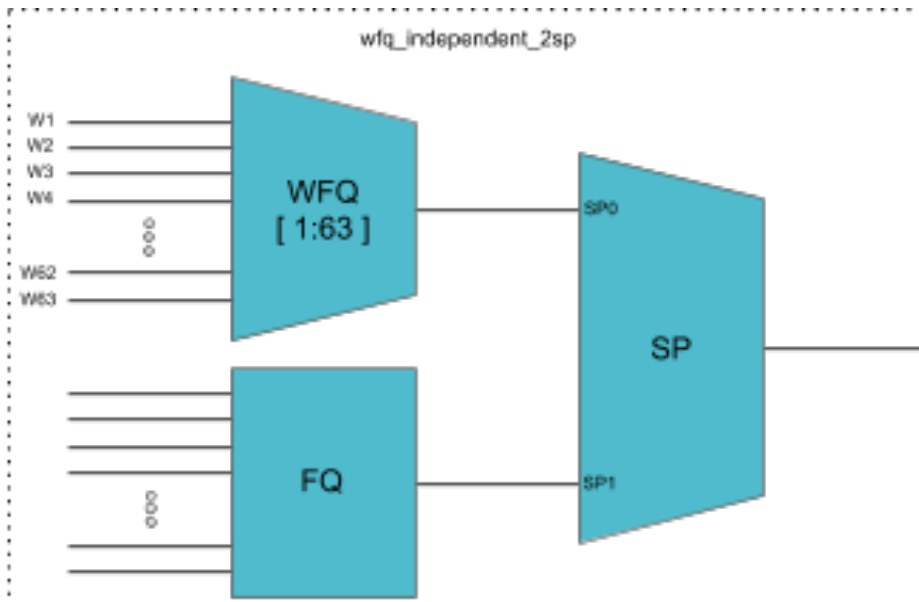 wfq_independent_2sp
W1
W2
W3
W4
W62
W63
WFQ
[ 1:63 ]
SP0
SP
FQ
SP1